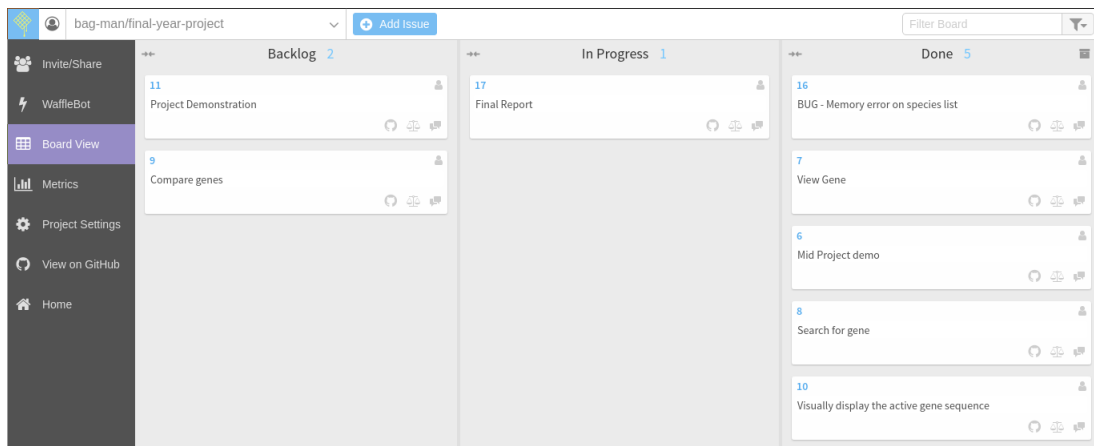 bag-man/final-year-project
Add Issue
Filter Board
Invite/Share
WaffleBot
Board View
Metrics
Project Settings
View on GitHub
Home
Backlog 2
11
Project Demonstration
9
Compare genes
In Progress 1
17
Final Report
Done 5
16
BUG - Memory error on species list
7
View Gene
6
Mid Project demo
8
Search for gene
10
Visually display the active gene sequence